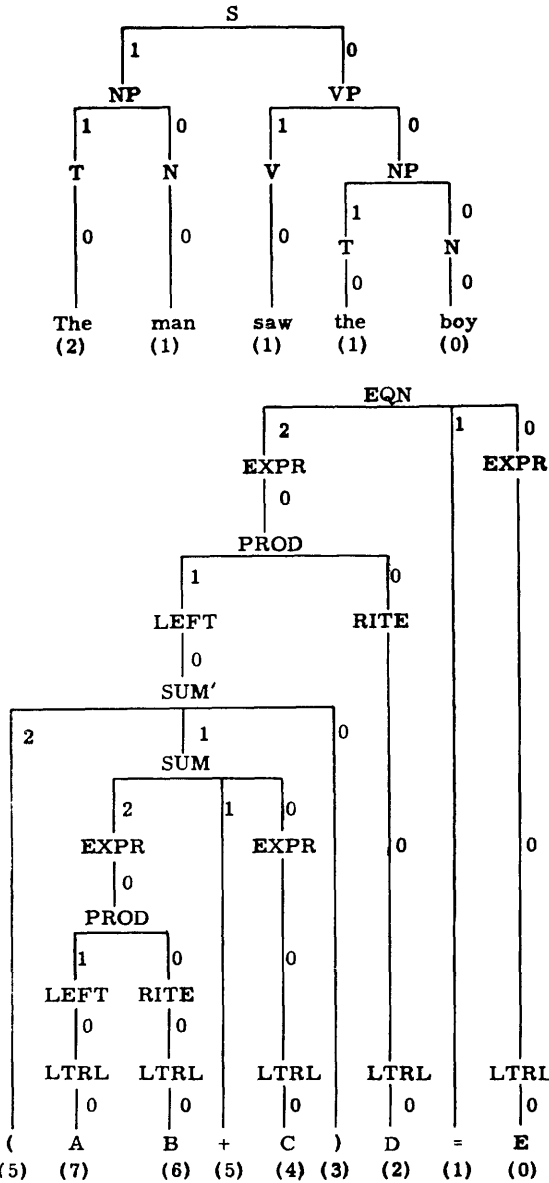 S
1 0
NP VP
1 0 1 0
T N V NP
1 0
0 0 0 T N
0 0
The man saw the boy
(2) (1) (1) (1) (0)
EQN
2 1 0
EXPR EXPR
0
PROD
1 0
LEFT RITE
0
SUM′
2 1 0
SUM
2 1 0
EXPR EXPR 0 0
0
PROD
1 0 0
LEFT RITE
0 0
LTRL LTRL LTRL LTRL LTRL
0 0 0 0 0
( A B + C ) D = E
(5) (7) (6) (5) (4) (3) (2) (1) (0)